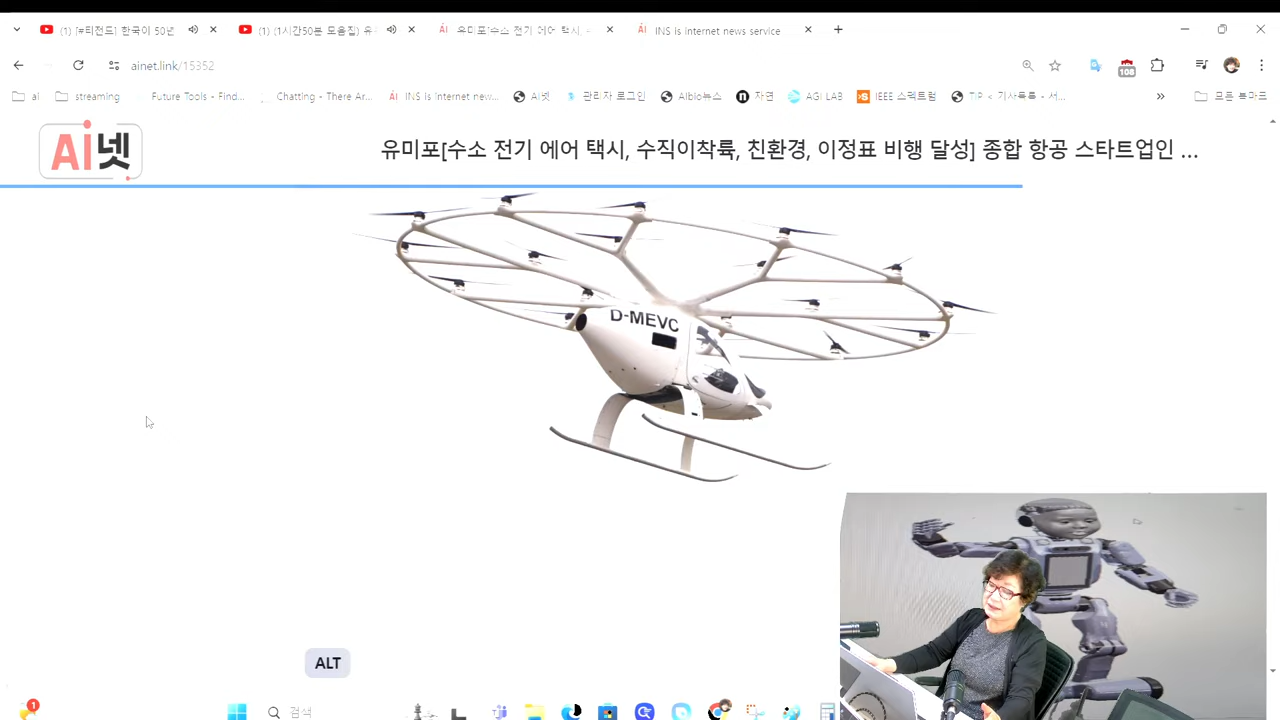 (1) [#티전드] 한국이 50년
(1) (1시간50분 모음집) 유
유미포[수소 전기 에어 택시,
INS is Internet news service
ainet.link/15352
108
ai
streaming
Future Tools - Find...
Chatting - There Ar...
INS is Internet new...
AI넷
관리자 로그인
AIbio뉴스
자연
AGI LAB
IEEE 스펙트럼
TIP < 기사목록 - 서...
모든 북마크
Ai넷
유미포[수소 전기 에어 택시, 수직이착륙, 친환경, 이정표 비행 달성] 종합 항공 스타트업인 ...
D-MEVC
ALT
1
검색